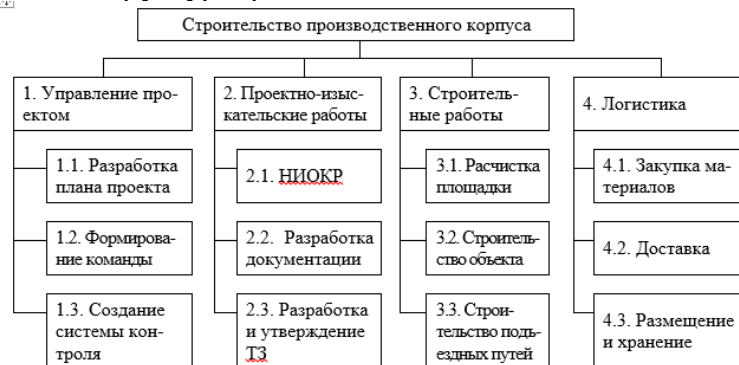 Строительство производственного корпуса
1. Управление про-
ектом
1.1. Разработка
плана проекта
1.2. Формирова-
ние команды
1.3. Создание
системы кон-
троля
2. Проектно-изыс-
кательские работы
2.1. НИОКР
2.2. Разработка
документации
2.3. Разработка
и утверждение
ТЗ
3. Строитель-
ные работы
3.1. Расчистка
площадки
3.2. Строитель-
ство объекта
3.3. Строи-
тельство подъ-
ездных путей
4. Логистика
4.1. Закупка ма-
териалов
4.2. Доставка
4.3. Размещение
и хранение